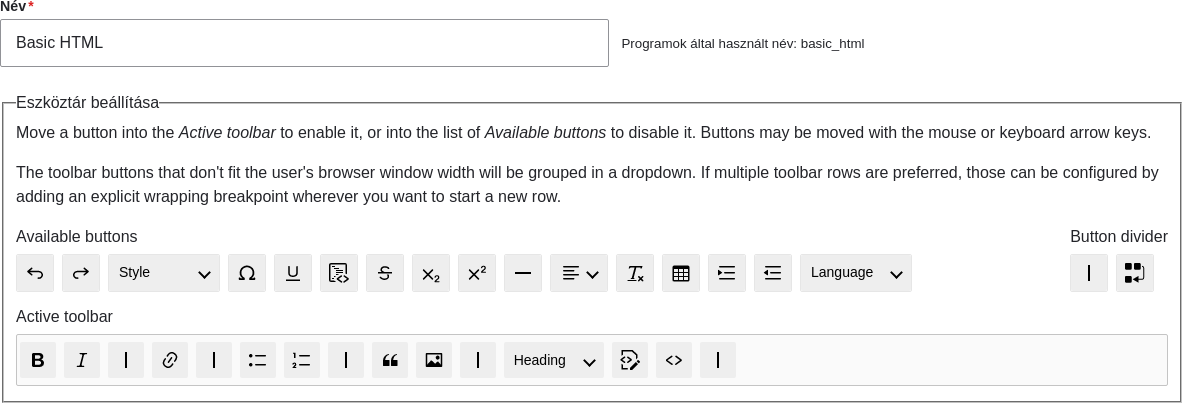 Név*
Basic HTML
Programok által használt név: basic_html
Eszköztár beállítása
Move a button into the Active toolbar to enable it, or into the list of Available buttons to disable it. Buttons may be moved with the mouse or keyboard arrow keys.
The toolbar buttons that don't fit the user's browser window width will be grouped in a dropdown. If multiple toolbar rows are preferred, those can be configured by
adding an explicit wrapping breakpoint wherever you want to start a new row.
Available buttons
Button divider
Style
Language
Active toolbar
Heading